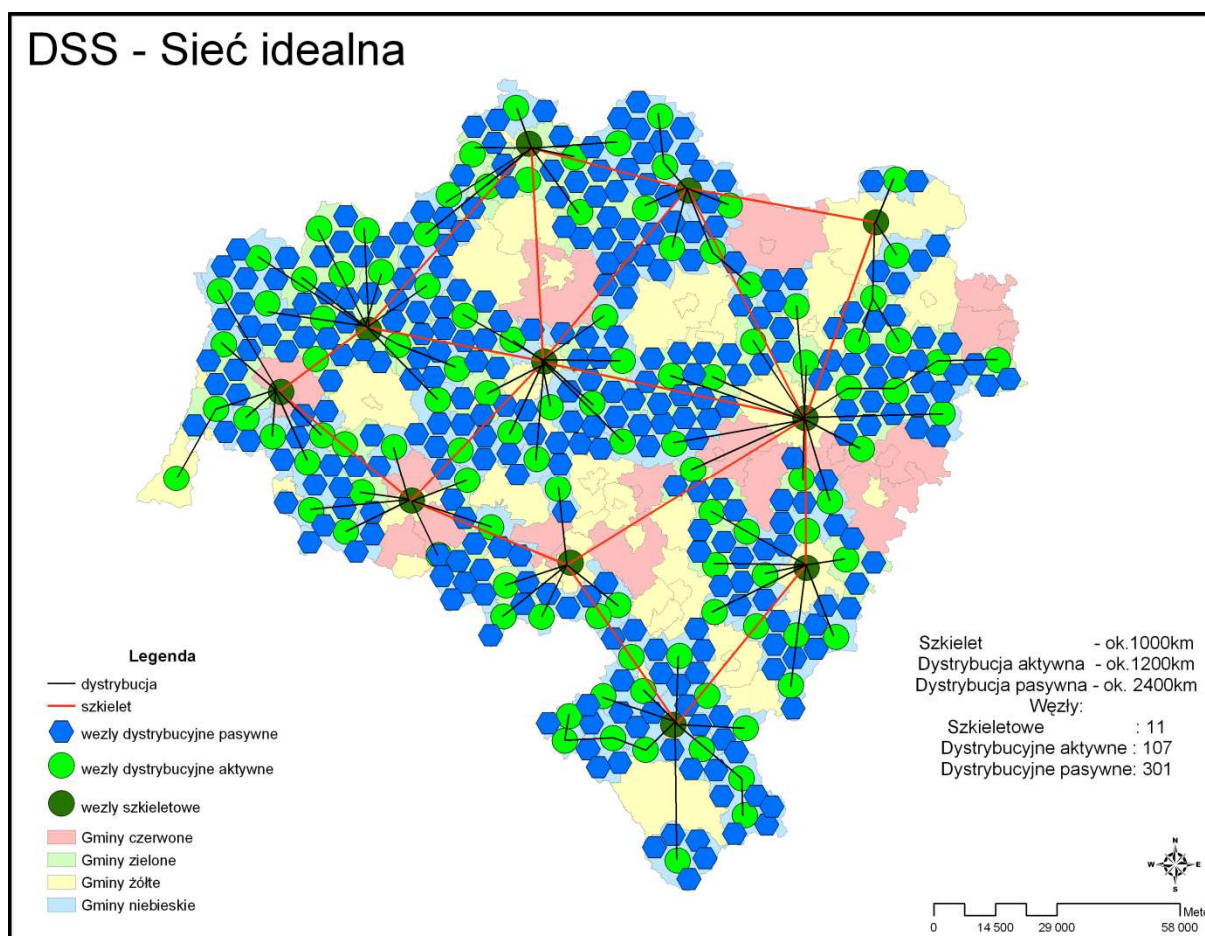 DSS - Sieć idealna
Legenda
dystrybucja
szkielet
wezly dystrybucyjne pasywne
wezly dystrybucyjne aktywne
wezly szkieletowe
Gminy czerwone
Gminy zielone
Gminy żółte
Gminy niebieskie
Szkielet - ok.1000km
Dystrybucja aktywna - ok.1200km
Dystrybucja pasywna - ok. 2400km
Węzły:
Szkieletowe : 11
Dystrybucyjne aktywne : 107
Dystrybucyjne pasywne: 301
N
W E
S
Mete
0 14 500 29 000 58 000